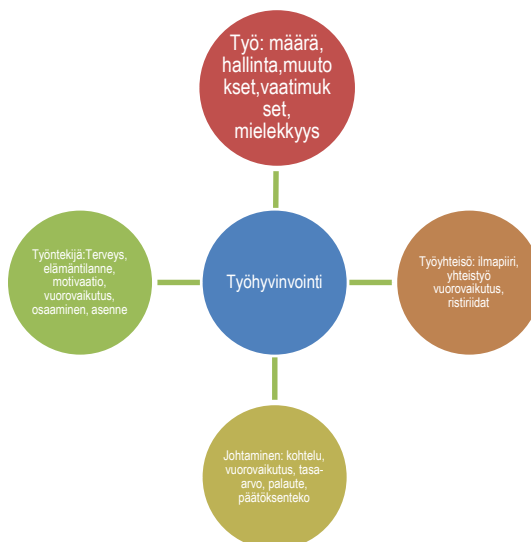 Työ: määrä,
hallinta,muuto
kset,vaatimuk
set,
mielekkyys
Työntekijä:Terveys,
elämäntilanne,
motivaatio,
vuorovaikutus,
osaaminen, asenne
Työhyvinvointi
Työyhteisö: ilmapiiri,
yhteistyö
vuorovaikutus,
ristiriidat
Johtaminen: kohtelu,
vuorovaikutus, tasa-
arvo, palaute,
päätöksenteko